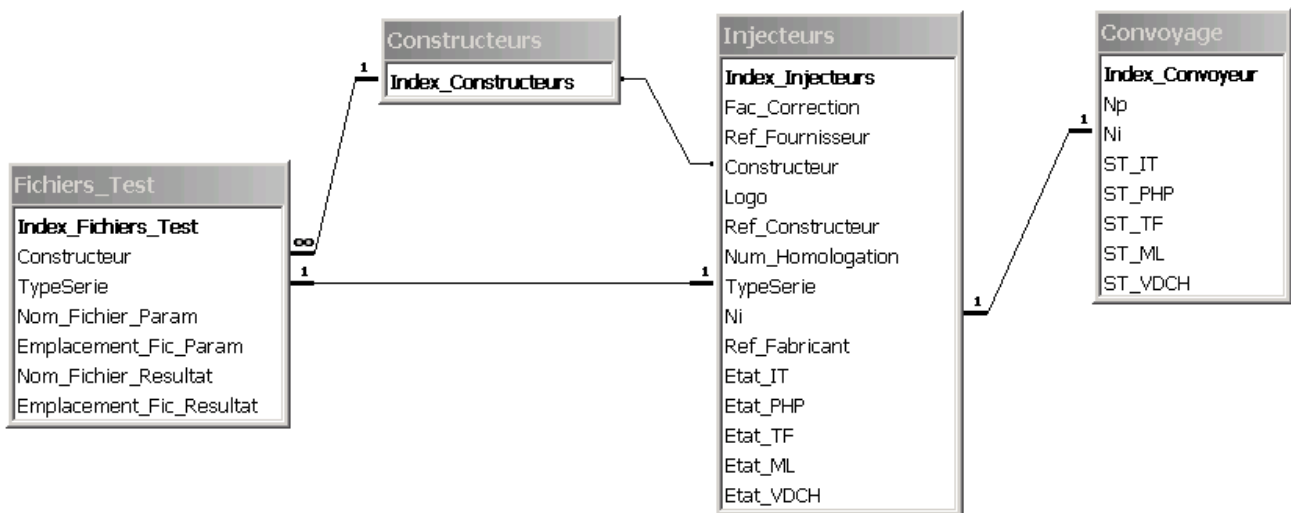 Constructeurs
Index_Constructeurs
Injecteurs
Index_Injecteurs
Fac_Correction
Ref_Fournisseur
Constructeur
Logo
Ref_Constructeur
Num_Homologation
TypeSerie
Ni
Ref_Fabricant
Etat_IT
Etat_PHP
Etat_TF
Etat_ML
Etat_VDCH
Convoyage
Index_Convoyeur
Np
Ni
ST_IT
ST_PHP
ST_TF
ST_ML
ST_VDCH
Fichiers_Test
Index_Fichiers_Test
Constructeur
TypeSerie
Nom_Fichier_Param
Emplacement_Fic_Param
Nom_Fichier_Resultat
Emplacement_Fic_Resultat
1
∞
1
1
1
1